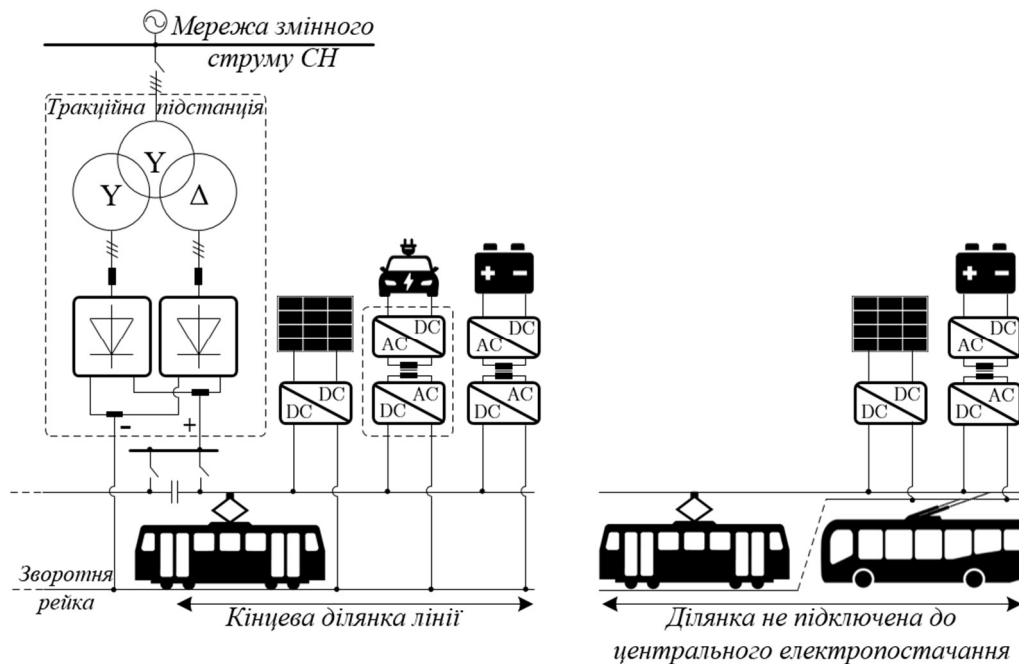 Мережа змінного
струму СН
Тракційна підстанція
Y
Y Δ
DC
AC
DC
AC
DC
DC
AC
DC
AC
DC
- +
Зворотня
рейка
Кінцева ділянка лінії
DC
AC
DC
DC
AC
DC
Ділянка не підключена до
центрального електропостачання